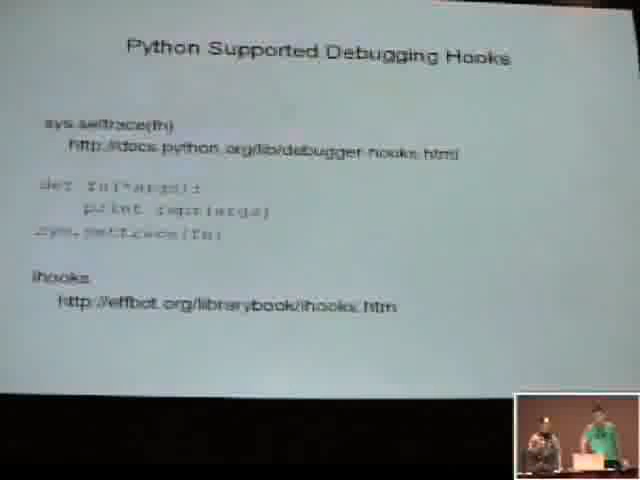 Python Supported Debugging Hooks
sys.settrace(fn)
http://docs.python.org/lib/debugger-hooks.html
def fn(*args):
print repr(args)
sys.settrace(fn)
ihooks
http://effbot.org/librarybook/ihooks.htm